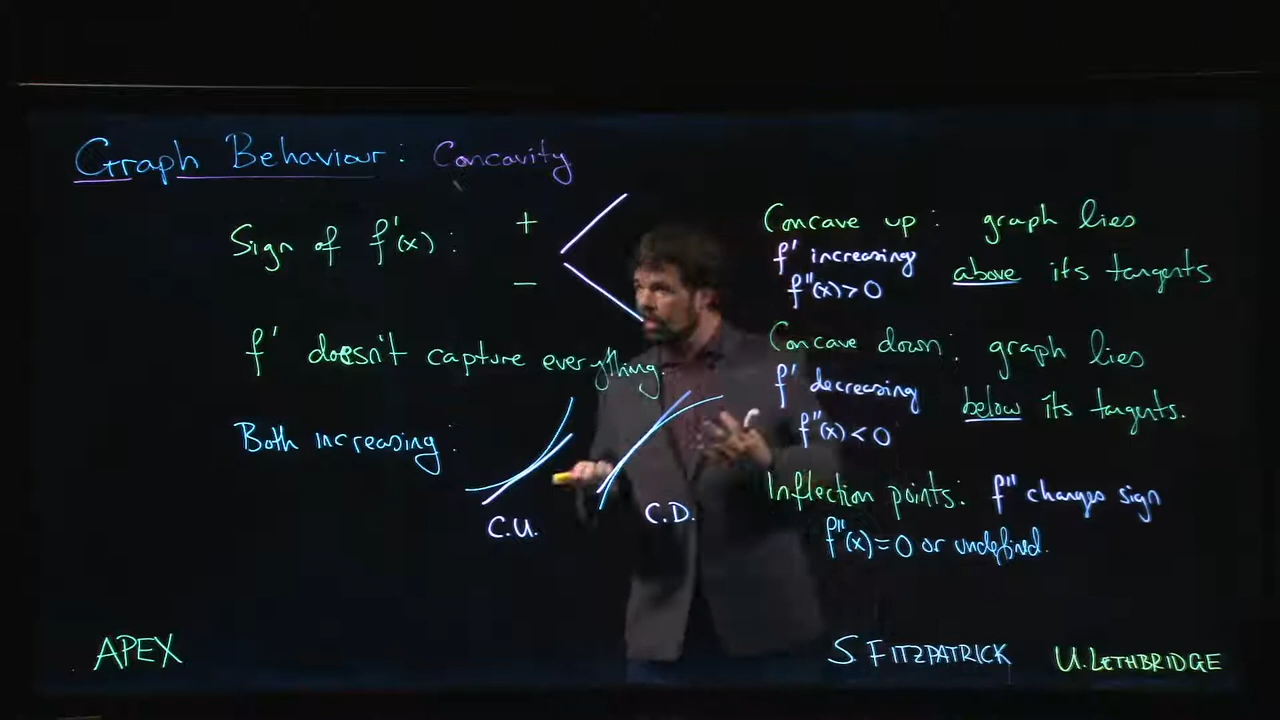 Graph Behaviour: Concavity
Sign of f'(x): + −
f' doesn't capture everything.
Both increasing:
C.U. C.D.
Concave up: graph lies above its tangents
f' increasing
f''(x) > 0
Concave down: graph lies below its tangents.
f' decreasing
f''(x) < 0
Inflection points: f'' changes sign
f''(x) = 0 or undefined.
APEX
S. FITZPATRICK U. LETHBRIDGE